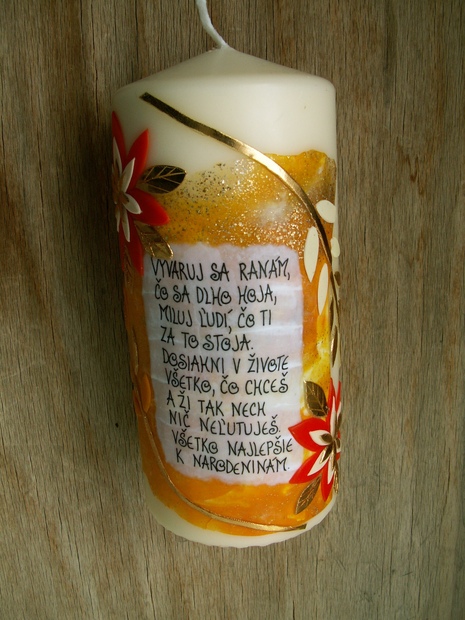 VYVARUJ SA RANÁM,
ČO SA DLHO HOJA,
MILUJ ĽUDÍ, ČO TI
ZA TO STOJA.
DOSIAHNI V ŽIVOTE
VŠETKO, ČO CHCEŠ
A ŽI TAK NECH
NIČ NEĽUTUJEŠ.
VŠETKO NAJLEPŠIE
K NARODENINÁM.